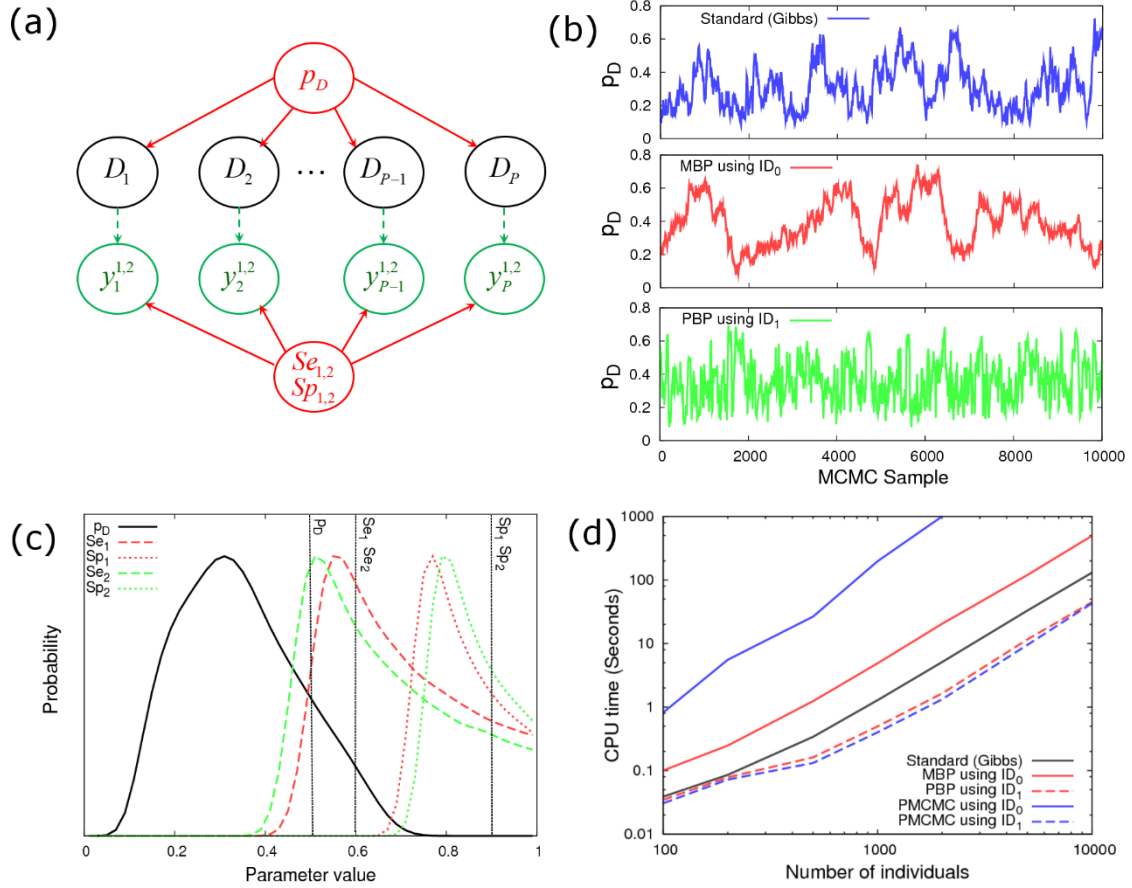 (a)
p_D
D_1 D_2 ... D_{P-1} D_P
y_1^{1,2} y_2^{1,2} y_{P-1}^{1,2} y_P^{1,2}
Se_{1,2}
Sp_{1,2}
(b)
0.8
Standard (Gibbs)
0.6
0.4
0.2
0
p_D
MBP using ID_0
0.8
0.6
0.4
0.2
0
p_D
PBP using ID_1
0.8
0.6
0.4
0.2
0
p_D
2000 4000 6000 8000 10000
MCMC Sample
(c)
p_D
Se_1
Sp_1
Se_2
Sp_2
p_D
Se_1 Se_2
Sp_1 Sp_2
Probability
0 0.2 0.4 0.6 0.8 1
Parameter value
(d)
1000
100
10
1
0.1
0.01
CPU time (Seconds)
Standard (Gibbs)
MBP using ID_0
PBP using ID_1
PMCMC using ID_0
PMCMC using ID_1
100 1000 10000
Number of individuals